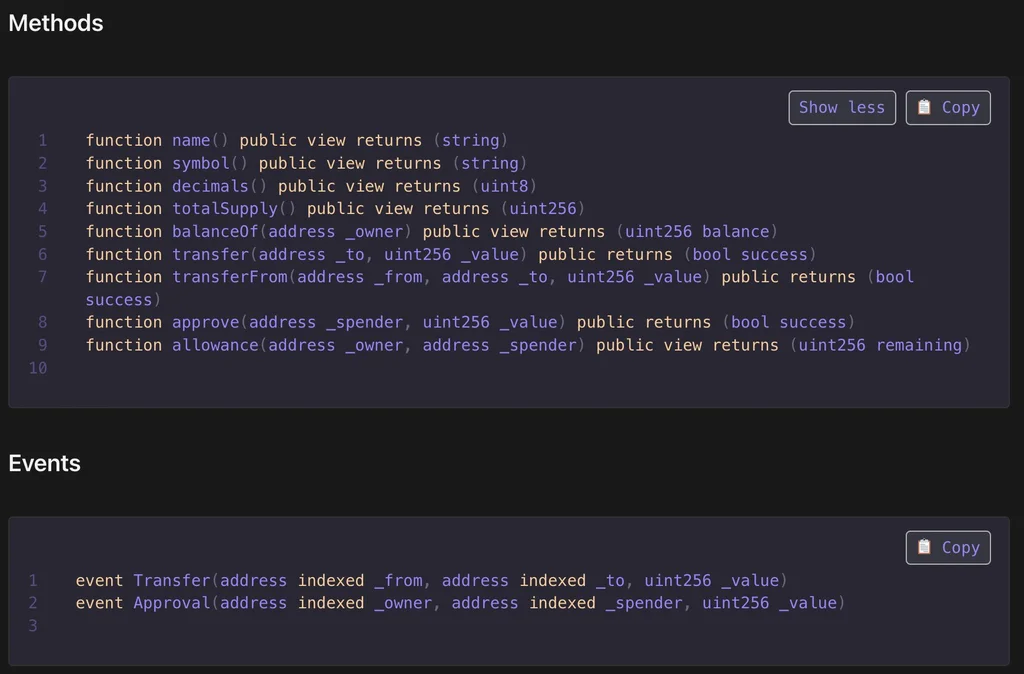 Methods
Show less
📋 Copy
1 function name() public view returns (string)
2 function symbol() public view returns (string)
3 function decimals() public view returns (uint8)
4 function totalSupply() public view returns (uint256)
5 function balanceOf(address _owner) public view returns (uint256 balance)
6 function transfer(address _to, uint256 _value) public returns (bool success)
7 function transferFrom(address _from, address _to, uint256 _value) public returns (bool
success)
8 function approve(address _spender, uint256 _value) public returns (bool success)
9 function allowance(address _owner, address _spender) public view returns (uint256 remaining)
10
Events
📋 Copy
1 event Transfer(address indexed _from, address indexed _to, uint256 _value)
2 event Approval(address indexed _owner, address indexed _spender, uint256 _value)
3